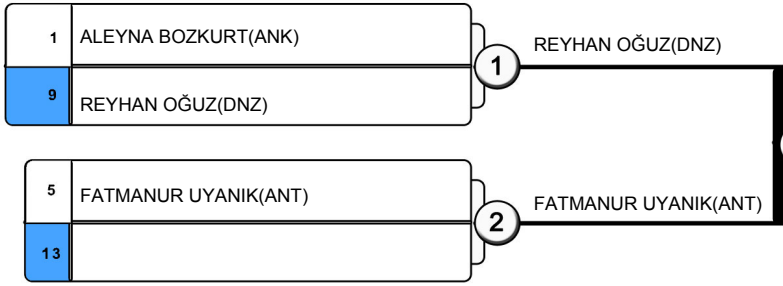 1 ALEYNA BOZKURT(ANK)
9 REYHAN OĞUZ(DNZ)
1 REYHAN OĞUZ(DNZ)
5 FATMANUR UYANIK(ANT)
13
2 FATMANUR UYANIK(ANT)